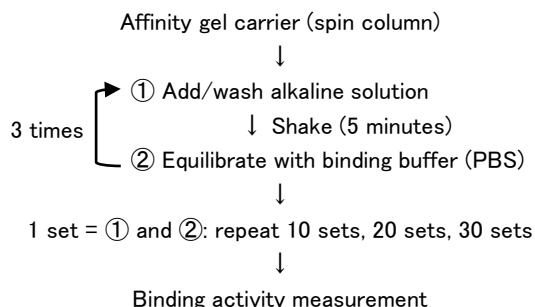 Affinity gel carrier (spin column)
↓
① Add/wash alkaline solution
↓ Shake (5 minutes)
3 times
② Equilibrate with binding buffer (PBS)
↓
1 set = ① and ②: repeat 10 sets, 20 sets, 30 sets
↓
Binding activity measurement